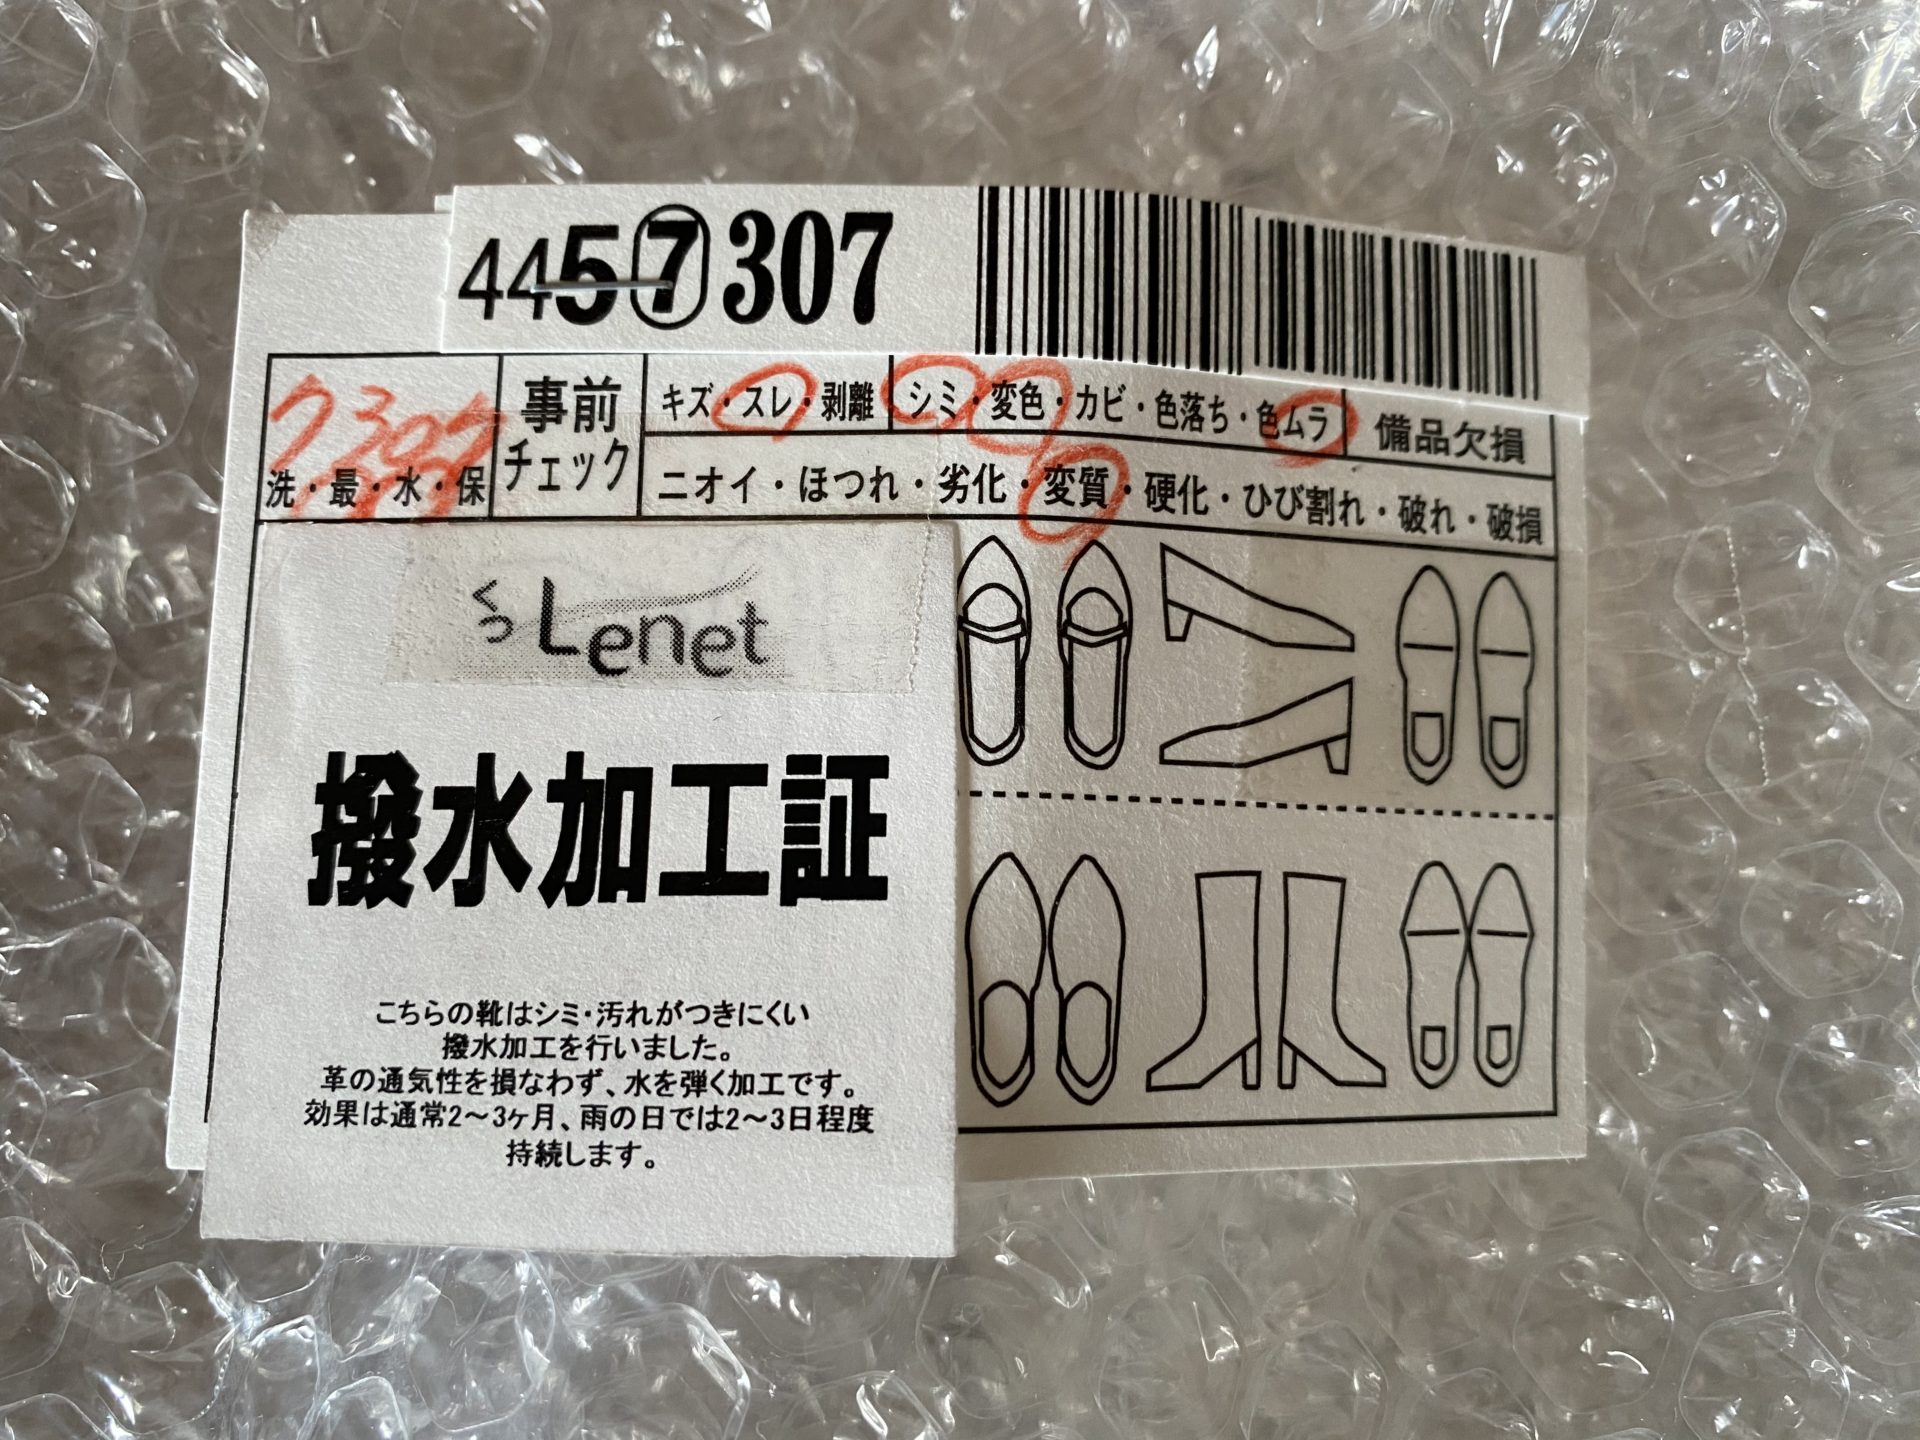 4457307
7307
洗・最・水・保
事前
チェック
キズ・スレ・剥離
シミ・変色・カビ・色落ち・色ムラ
備品欠損
ニオイ・ほつれ・劣化・変質・硬化・ひび割れ・破れ・破損
くつ Lenet
撥水加工証
こちらの靴はシミ・汚れがつきにくい
撥水加工を行いました。
革の通気性を損なわず、水を弾く加工です。
効果は通常2～3ヶ月、雨の日では2～3日程度
持続します。